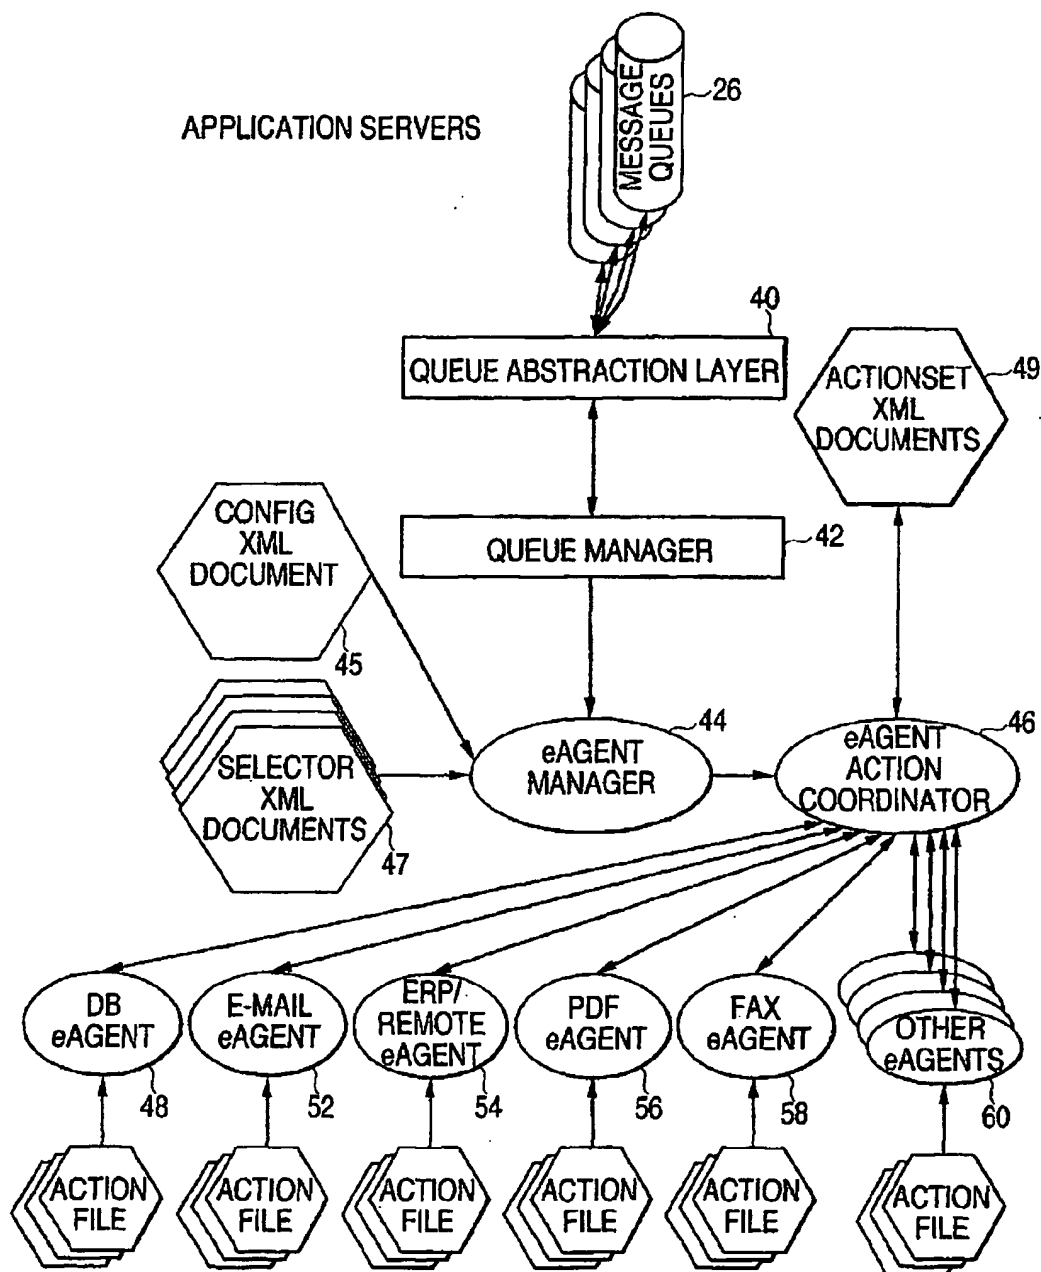 MESSAGE
QUEUES
26
APPLICATION SERVERS
40
QUEUE ABSTRACTION LAYER
ACTIONSET
XML
DOCUMENTS
49
CONFIG
XML
DOCUMENT
45
QUEUE MANAGER
42
SELECTOR
XML
DOCUMENTS
47
eAGENT
MANAGER
44
eAGENT
ACTION
COORDINATOR
46
DB
eAGENT
48
E-MAIL
eAGENT
52
ERP/
REMOTE
eAGENT
54
PDF
eAGENT
56
FAX
eAGENT
58
OTHER
eAGENTS
60
ACTION
FILE
ACTION
FILE
ACTION
FILE
ACTION
FILE
ACTION
FILE
ACTION
FILE